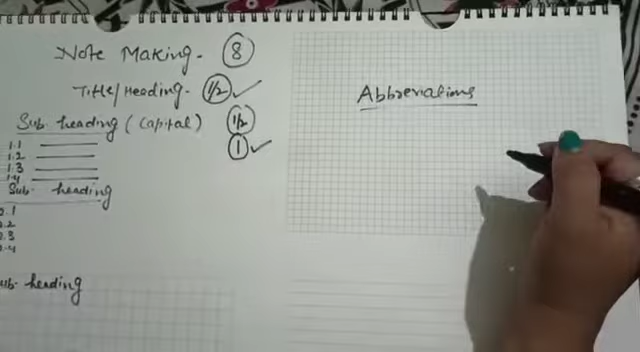 Note Making - 8
Title/Heading - 1/2 ✓
Sub. heading (Capital) 1/2
1 ✓
1.1
1.2
1.3
1.4
Sub- heading
2.1
2.2
2.3
2.4
Sub- heading
Abbreviations